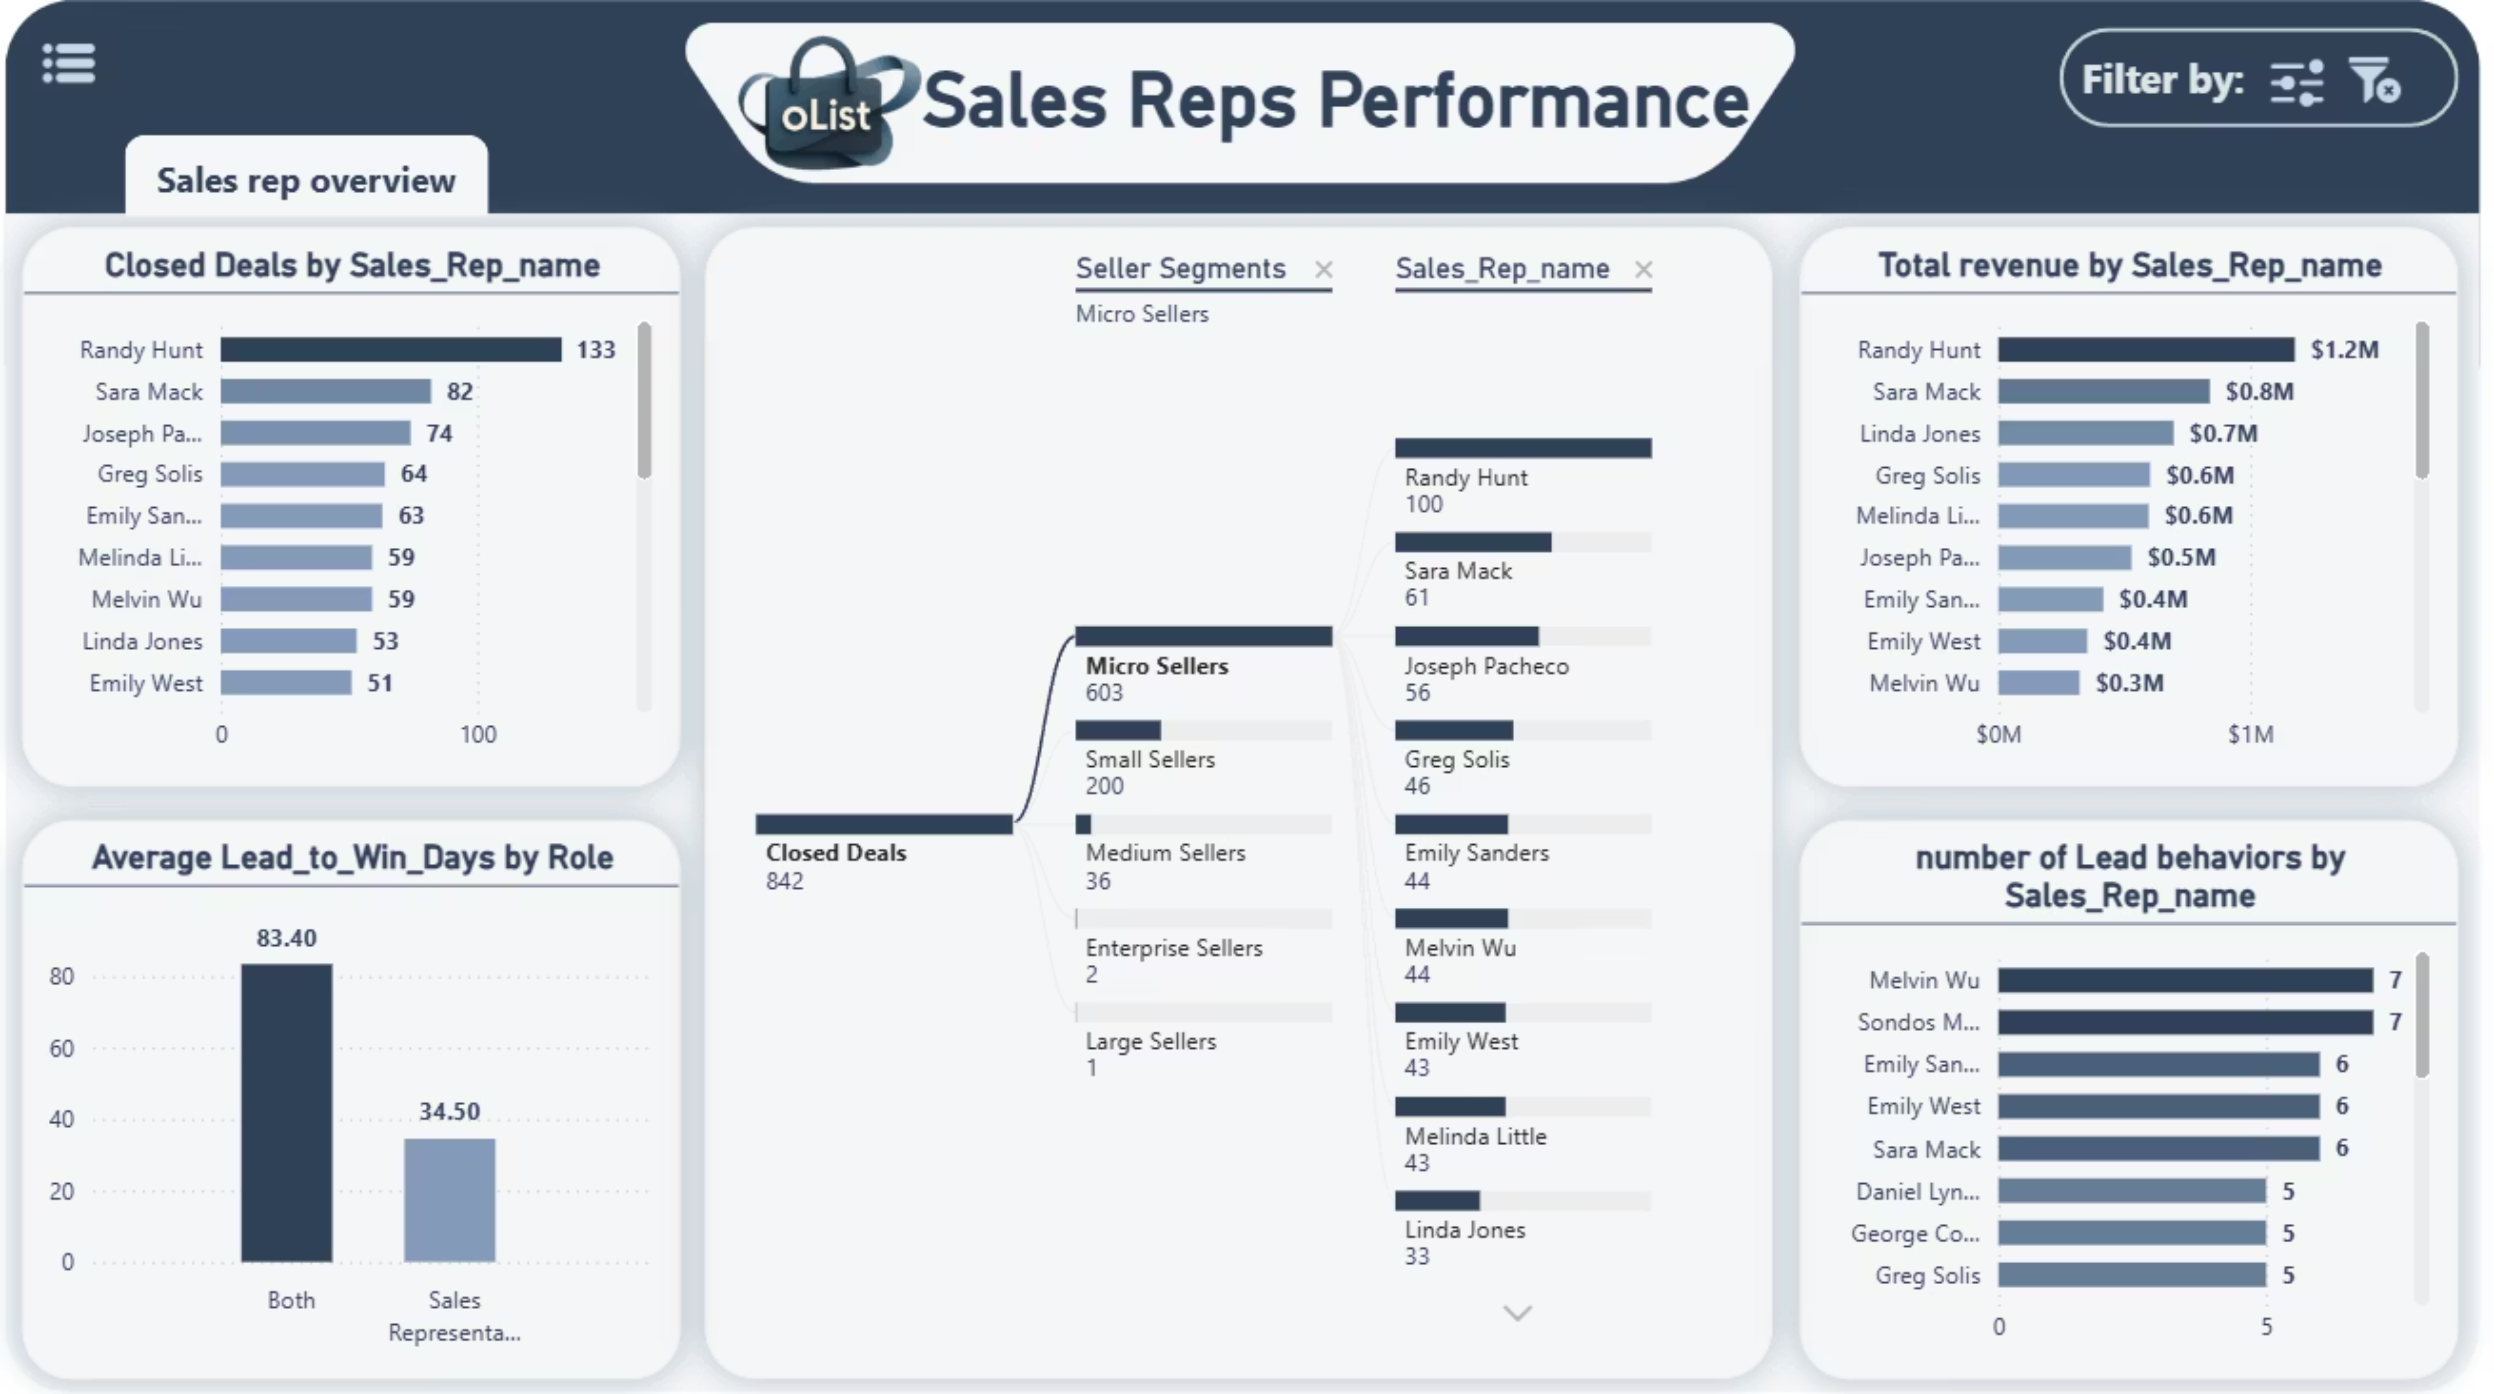 oList
Sales Reps Performance
Filter by:
Sales rep overview
Closed Deals by Sales_Rep_name
Randy Hunt 133
Sara Mack 82
Joseph Pa... 74
Greg Solis 64
Emily San... 63
Melinda Li... 59
Melvin Wu 59
Linda Jones 53
Emily West 51
0 100
Average Lead_to_Win_Days by Role
83.40
80
60
40
34.50
20
0
Both
Sales
Representa...
Seller Segments
Micro Sellers
Sales_Rep_name
Closed Deals
842
Micro Sellers
603
Small Sellers
200
Medium Sellers
36
Enterprise Sellers
2
Large Sellers
1
Randy Hunt
100
Sara Mack
61
Joseph Pacheco
56
Greg Solis
46
Emily Sanders
44
Melvin Wu
44
Emily West
43
Melinda Little
43
Linda Jones
33
Total revenue by Sales_Rep_name
Randy Hunt $1.2M
Sara Mack $0.8M
Linda Jones $0.7M
Greg Solis $0.6M
Melinda Li... $0.6M
Joseph Pa... $0.5M
Emily San... $0.4M
Emily West $0.4M
Melvin Wu $0.3M
$0M $1M
number of Lead behaviors by
Sales_Rep_name
Melvin Wu 7
Sondos M... 7
Emily San... 6
Emily West 6
Sara Mack 6
Daniel Lyn... 5
George Co... 5
Greg Solis 5
0 5